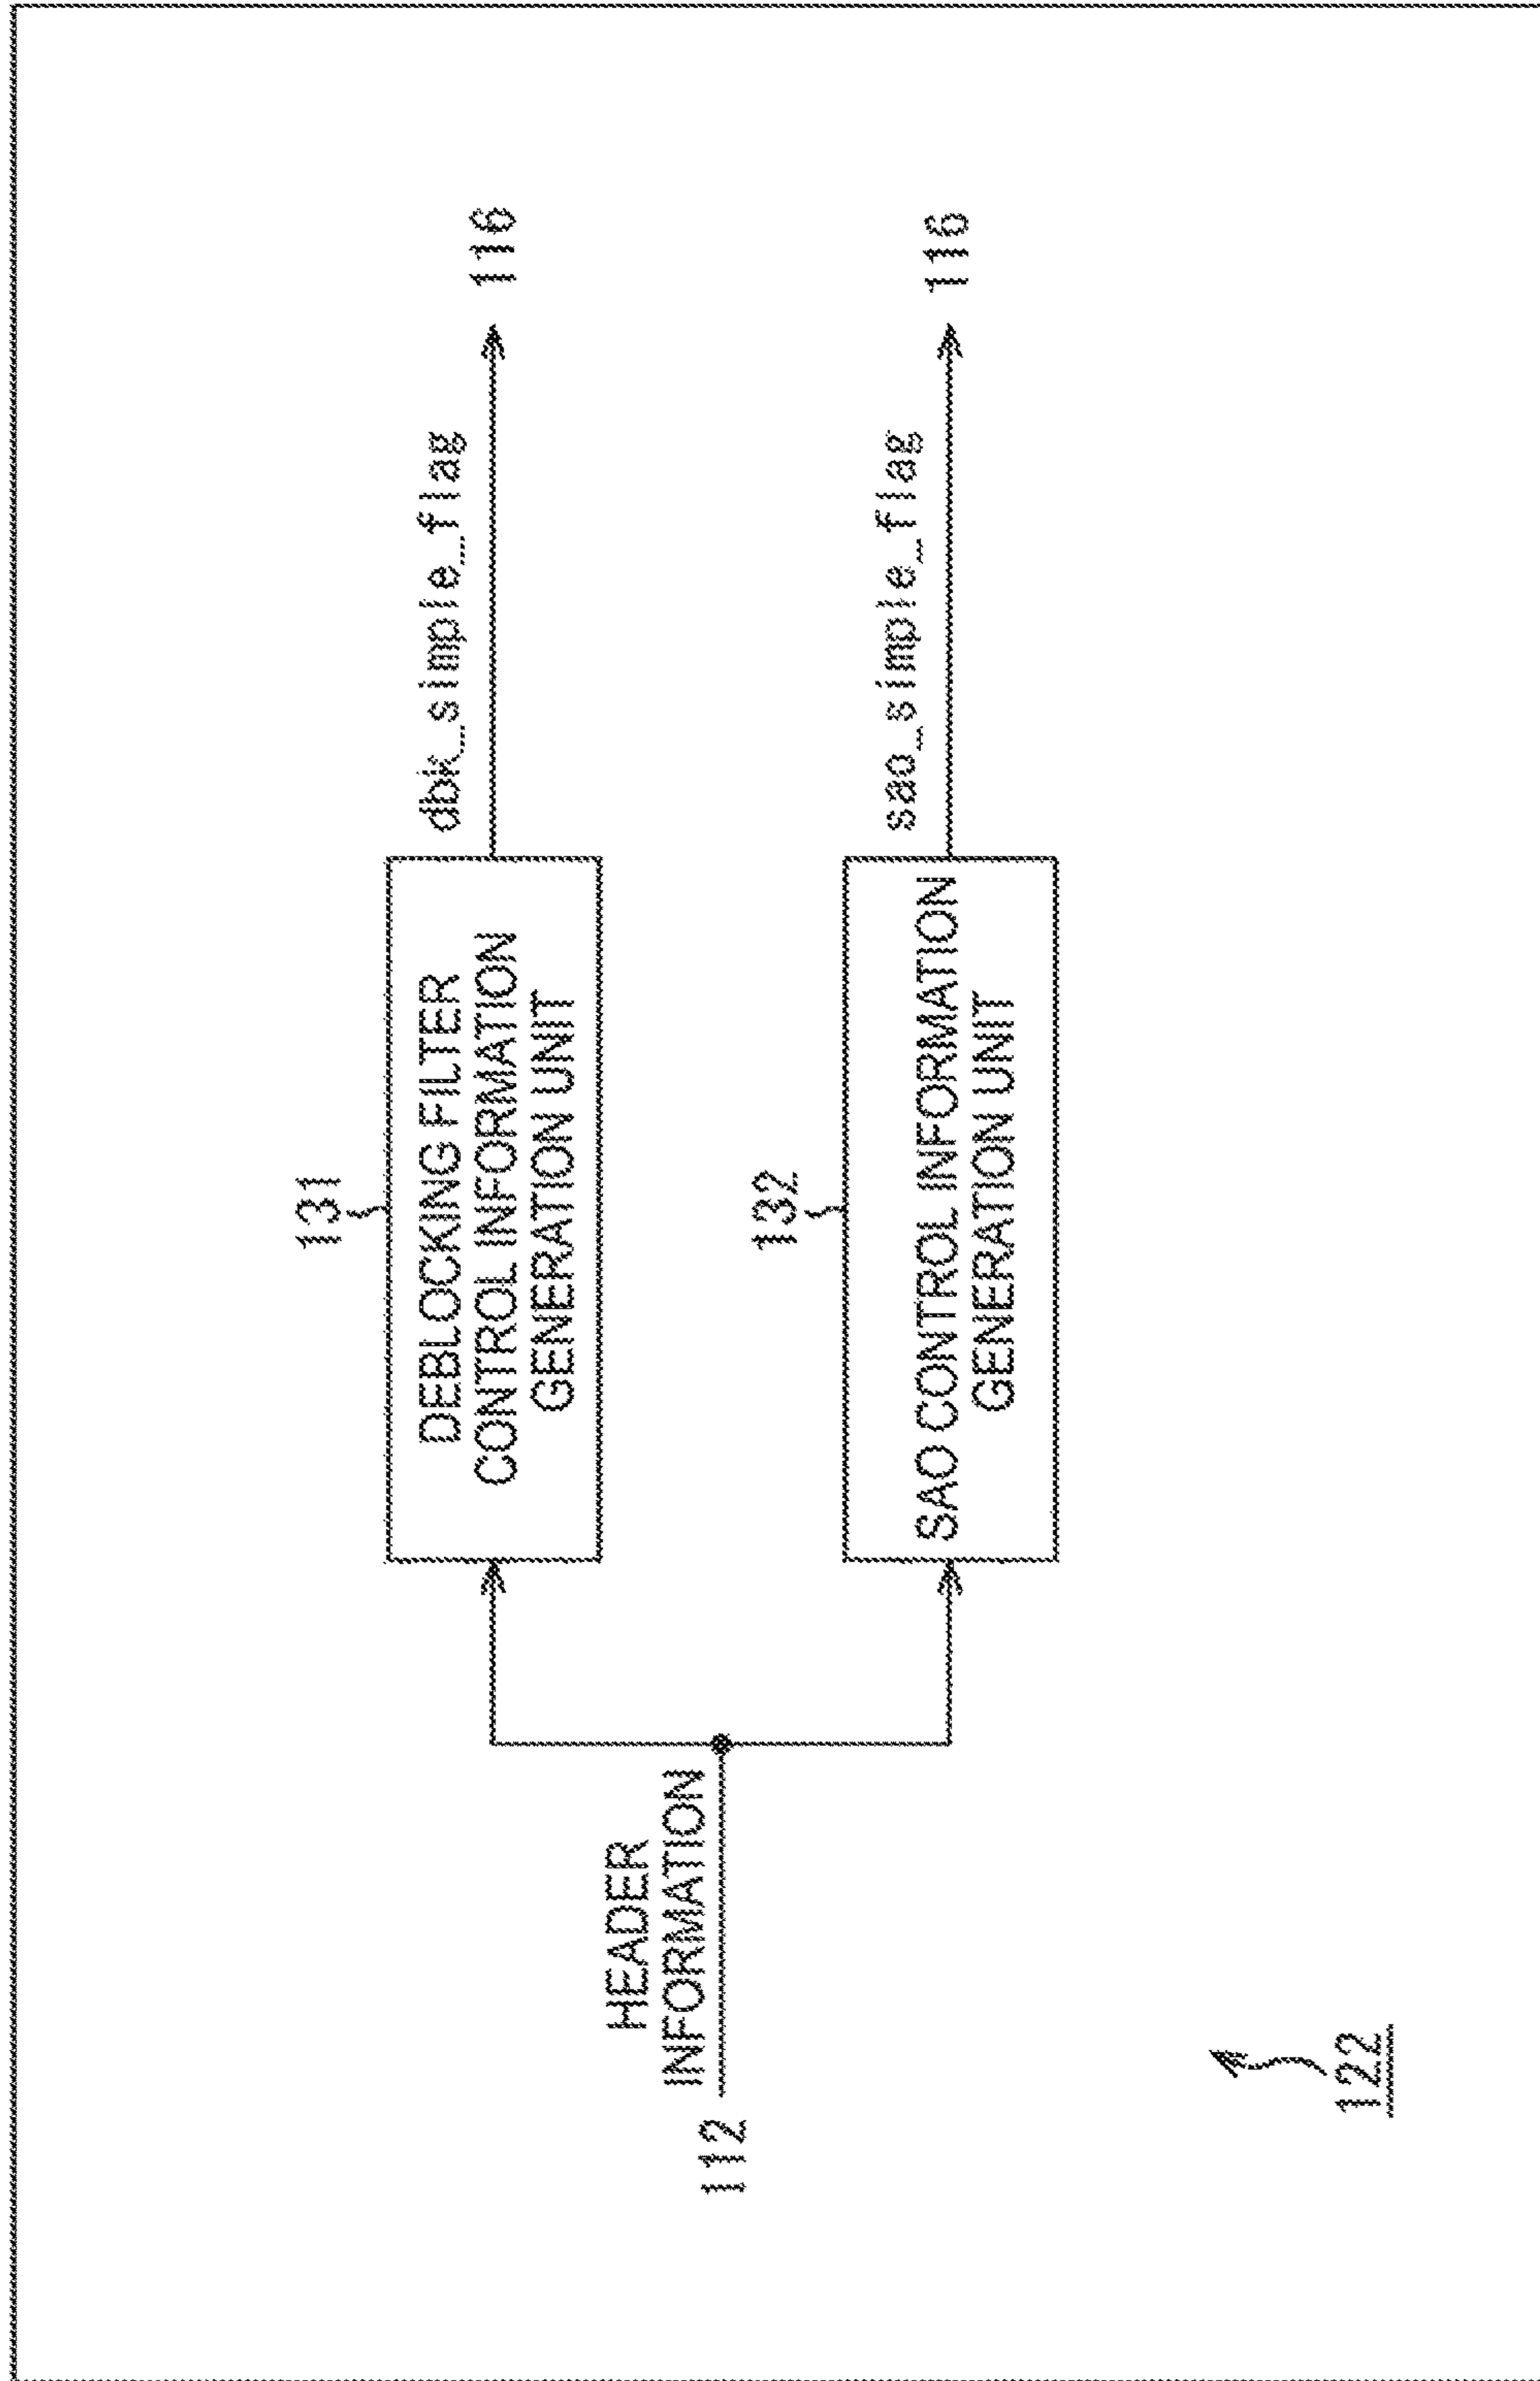 131
DEBLOCKING FILTER
CONTROL INFORMATION
GENERATION UNIT
dbk_simple_flag
116
HEADER
INFORMATION
112
132
SAO CONTROL INFORMATION
GENERATION UNIT
sao_simple_flag
116
122